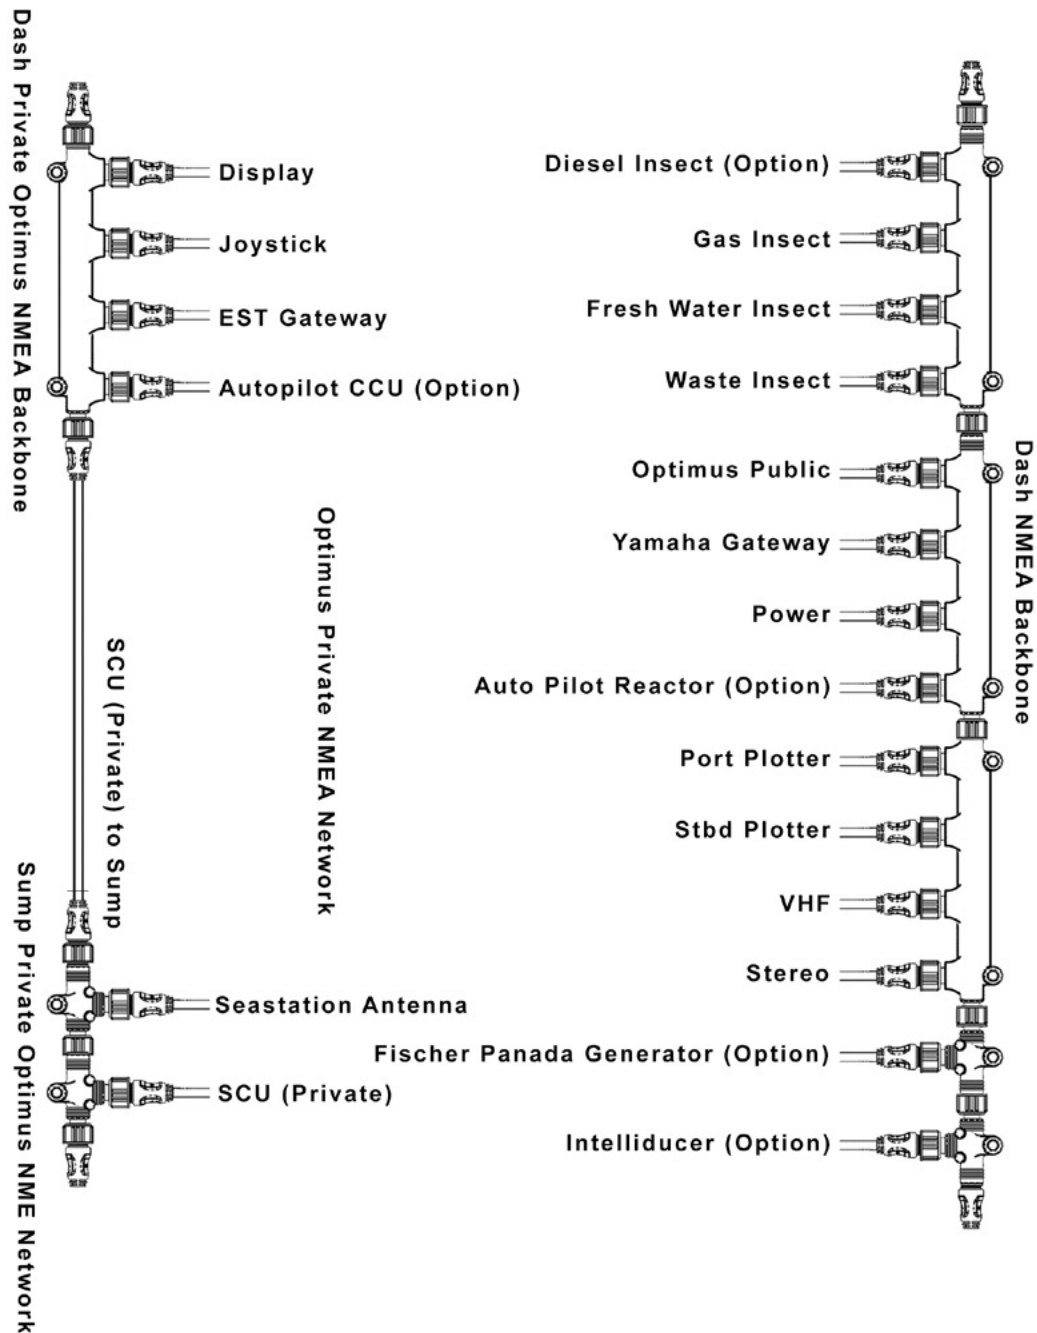 Dash Private Optimus NMEA Backbone
Display
Joystick
EST Gateway
Autopilot CCU (Option)
Optimus Private NMEA Network
SCU (Private) to Sump
Sump Private Optimus NME Network
Seastation Antenna
SCU (Private)
Diesel Insect (Option)
Gas Insect
Fresh Water Insect
Waste Insect
Optimus Public
Yamaha Gateway
Power
Auto Pilot Reactor (Option)
Port Plotter
Stbd Plotter
VHF
Stereo
Fischer Panada Generator (Option)
Intelliducer (Option)
Dash NMEA Backbone